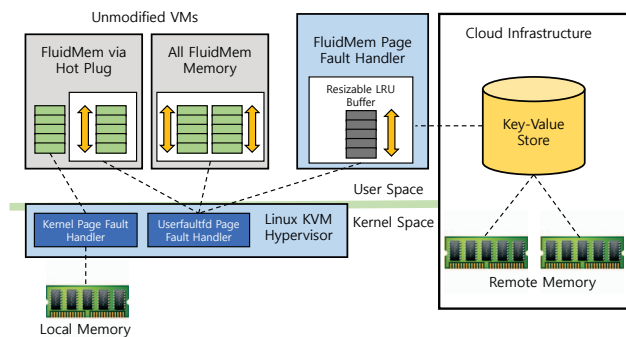 Unmodified VMs
FluidMem via
Hot Plug
All FluidMem
Memory
FluidMem Page
Fault Handler
Resizable LRU
Buffer
Cloud Infrastructure
Key-Value
Store
User Space
Kernel Space
Kernel Page Fault
Handler
Userfaultfd Page
Fault Handler
Linux KVM
Hypervisor
Local Memory
Remote Memory